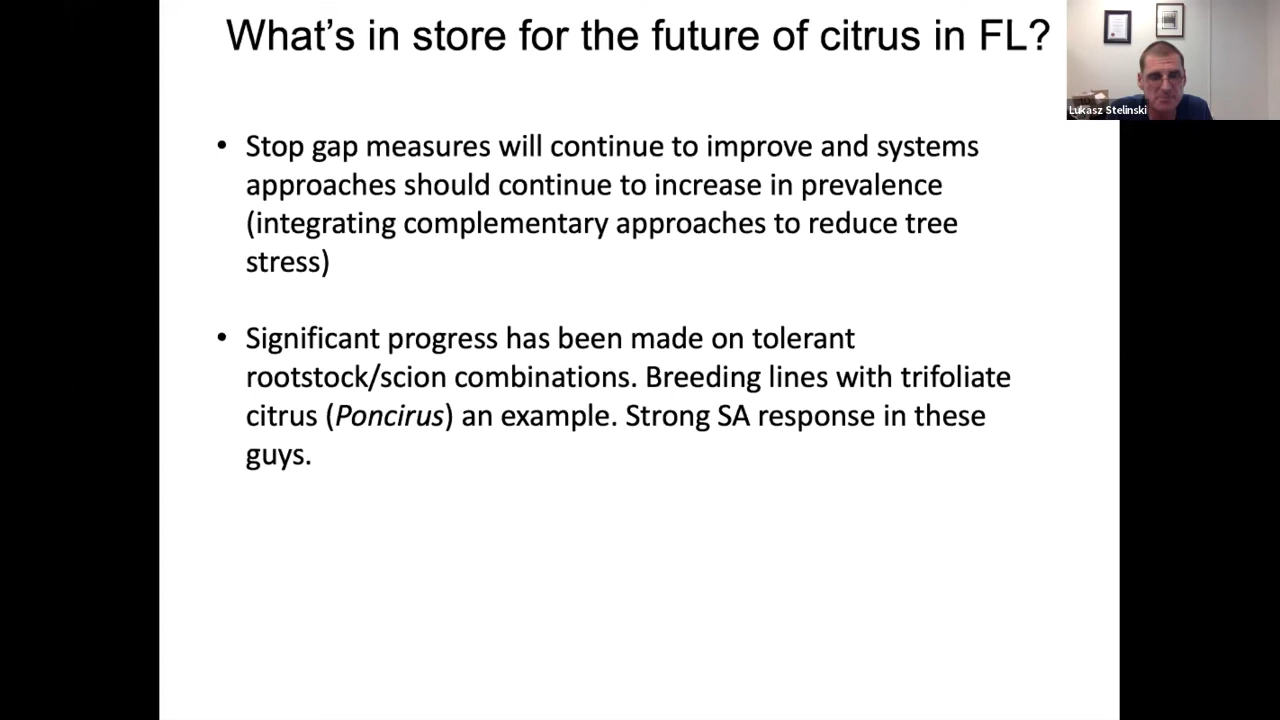 What's in store for the future of citrus in FL?
Lukasz Stelinski
• Stop gap measures will continue to improve and systems
approaches should continue to increase in prevalence
(integrating complementary approaches to reduce tree
stress)
• Significant progress has been made on tolerant
rootstock/scion combinations. Breeding lines with trifoliate
citrus (Poncirus) an example. Strong SA response in these
guys.